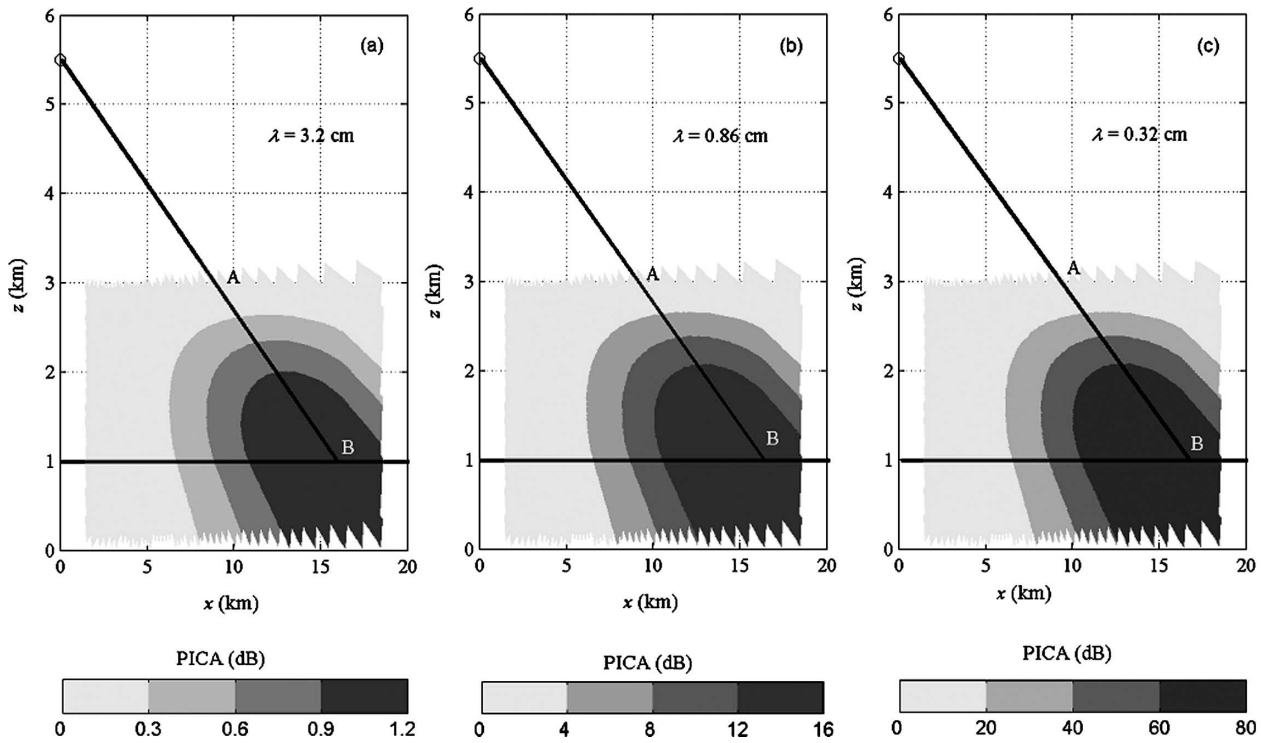 (a)
λ = 3.2 cm
A
B
z (km)
6
5
4
3
2
1
0
0 5 10 15 20
x (km)
PICA (dB)
0 0.3 0.6 0.9 1.2
(b)
λ = 0.86 cm
A
B
z (km)
6
5
4
3
2
1
0
0 5 10 15 20
x (km)
PICA (dB)
0 4 8 12 16
(c)
λ = 0.32 cm
A
B
z (km)
6
5
4
3
2
1
0
0 5 10 15 20
x (km)
PICA (dB)
0 20 40 60 80